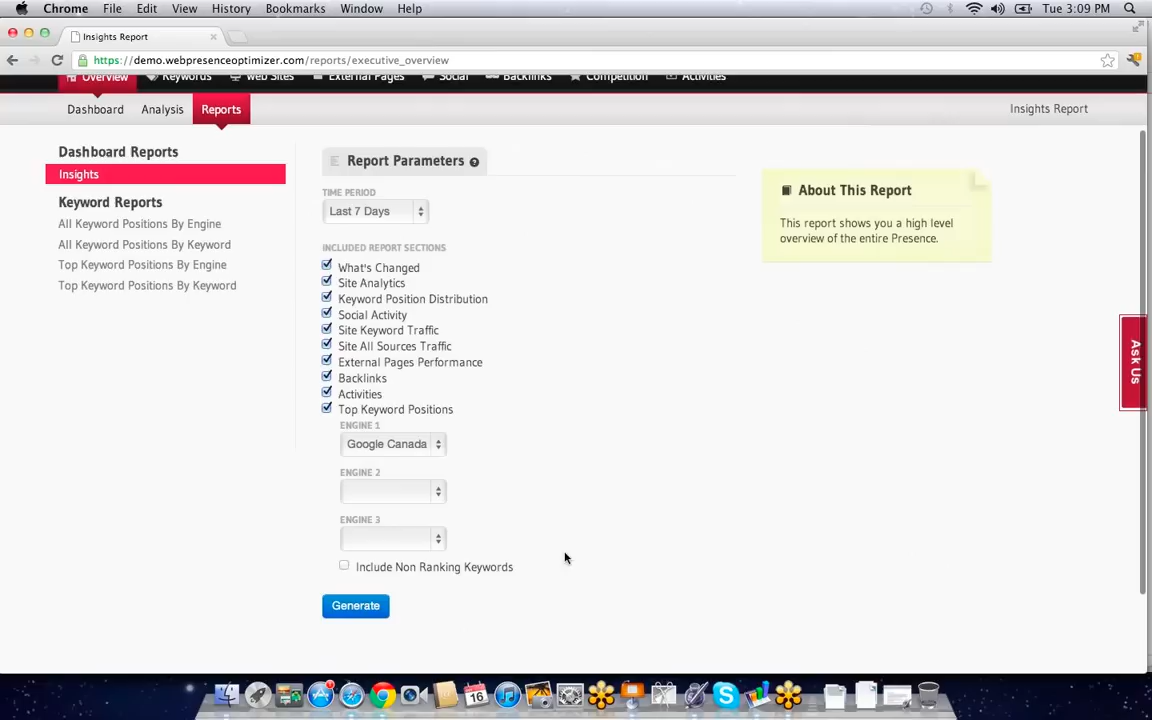 Chrome File Edit View History Bookmarks Window Help Tue 3:09 PM
Insights Report
https://demo.webpresenceoptimizer.com/reports/executive_overview
Overview Keywords Web Sites External Pages Social Backlinks Competition Activities
Dashboard Analysis Reports Insights Report
Dashboard Reports
Insights
Keyword Reports
All Keyword Positions By Engine
All Keyword Positions By Keyword
Top Keyword Positions By Engine
Top Keyword Positions By Keyword
Report Parameters ?
TIME PERIOD
Last 7 Days
INCLUDED REPORT SECTIONS
What's Changed
Site Analytics
Keyword Position Distribution
Social Activity
Site Keyword Traffic
Site All Sources Traffic
External Pages Performance
Backlinks
Activities
Top Keyword Positions
ENGINE 1
Google Canada
ENGINE 2
ENGINE 3
Include Non Ranking Keywords
Generate
About This Report
This report shows you a high level
overview of the entire Presence.
Ask Us
16